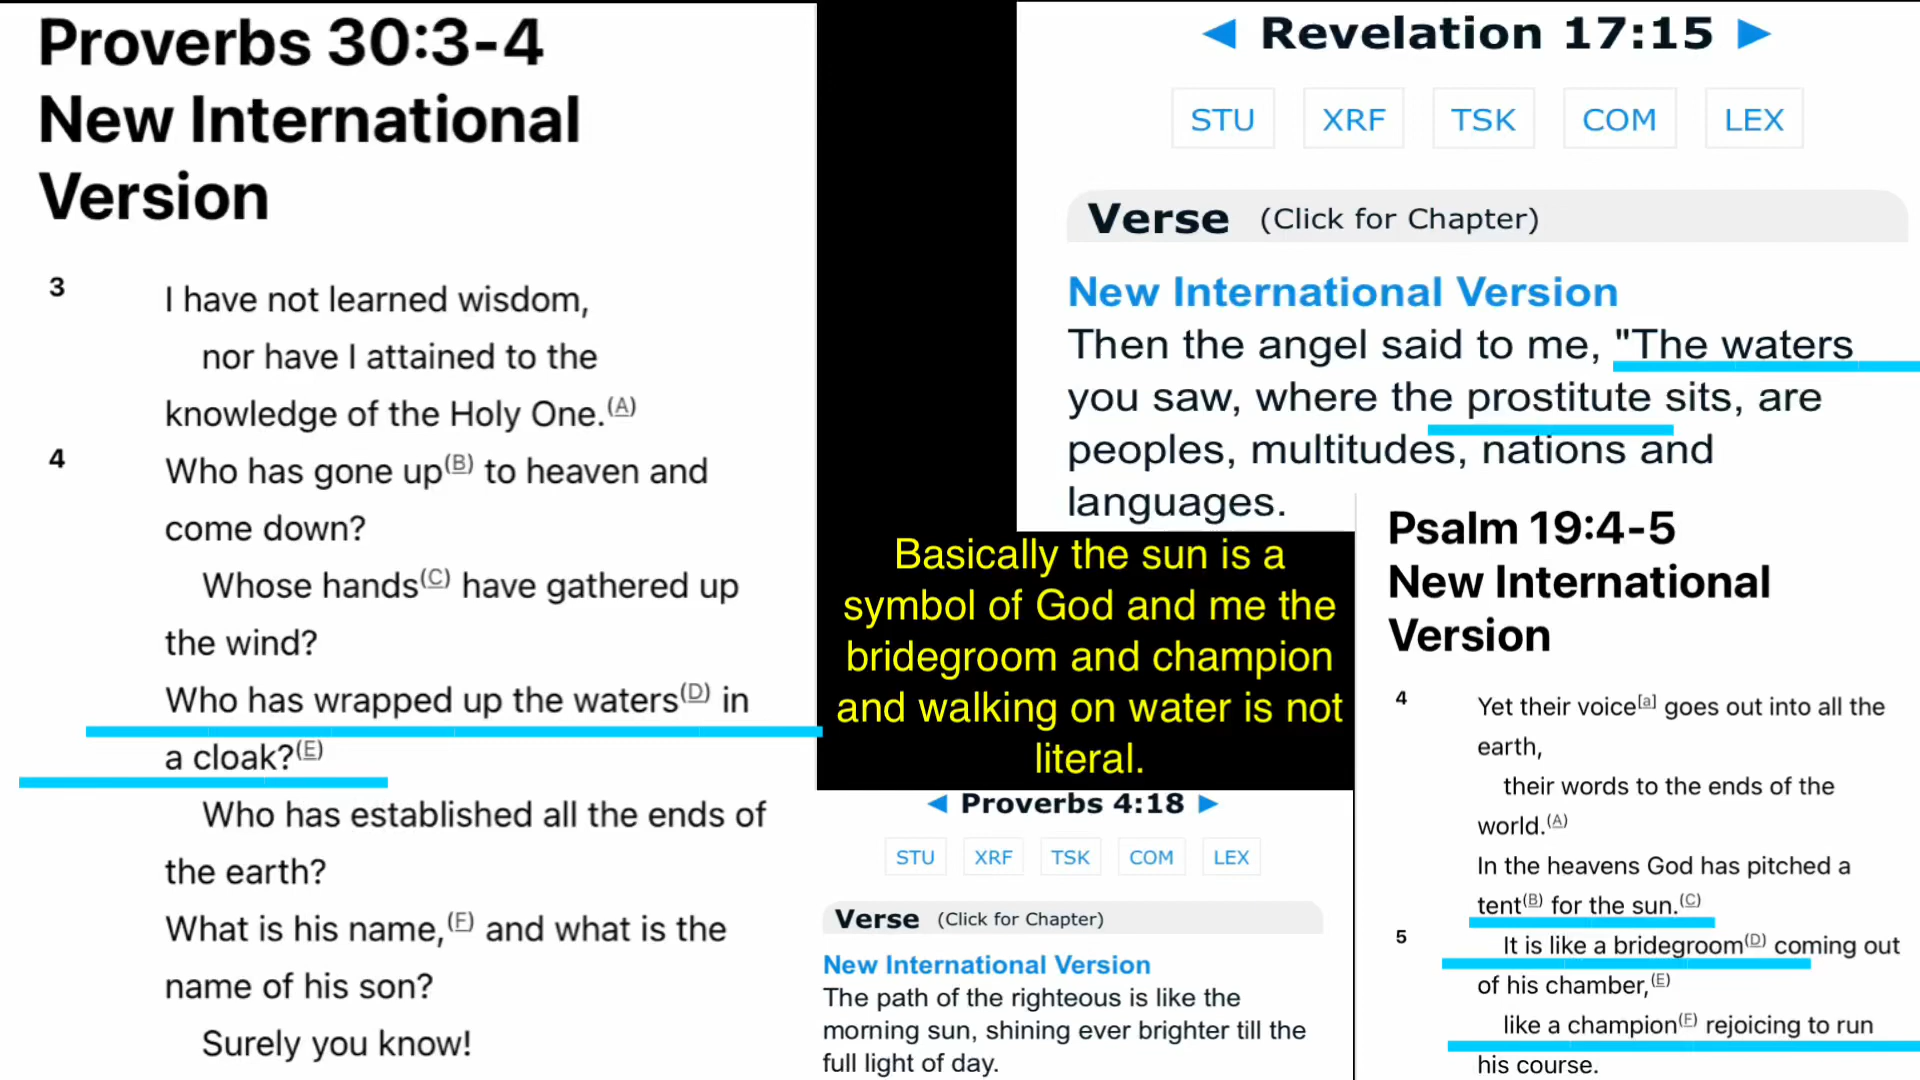 Proverbs 30:3-4
New International
Version
3
I have not learned wisdom,
nor have I attained to the
knowledge of the Holy One.(A)
4
Who has gone up(B) to heaven and
come down?
Whose hands(C) have gathered up
the wind?
Who has wrapped up the waters(D) in
a cloak?(E)
Who has established all the ends of
the earth?
What is his name,(F) and what is the
name of his son?
Surely you know!
◄ Revelation 17:15 ►
STU XRF TSK COM LEX
Verse (Click for Chapter)
New International Version
Then the angel said to me, "The waters
you saw, where the prostitute sits, are
peoples, multitudes, nations and
languages.
Basically the sun is a
symbol of God and me the
bridegroom and champion
and walking on water is not
literal.
◄ Proverbs 4:18 ►
STU XRF TSK COM LEX
Verse (Click for Chapter)
New International Version
The path of the righteous is like the
morning sun, shining ever brighter till the
full light of day.
Psalm 19:4-5
New International
Version
4
Yet their voice[a] goes out into all the
earth,
their words to the ends of the
world.(A)
In the heavens God has pitched a
tent(B) for the sun.(C)
5
It is like a bridegroom(D) coming out
of his chamber,(E)
like a champion(F) rejoicing to run
his course.